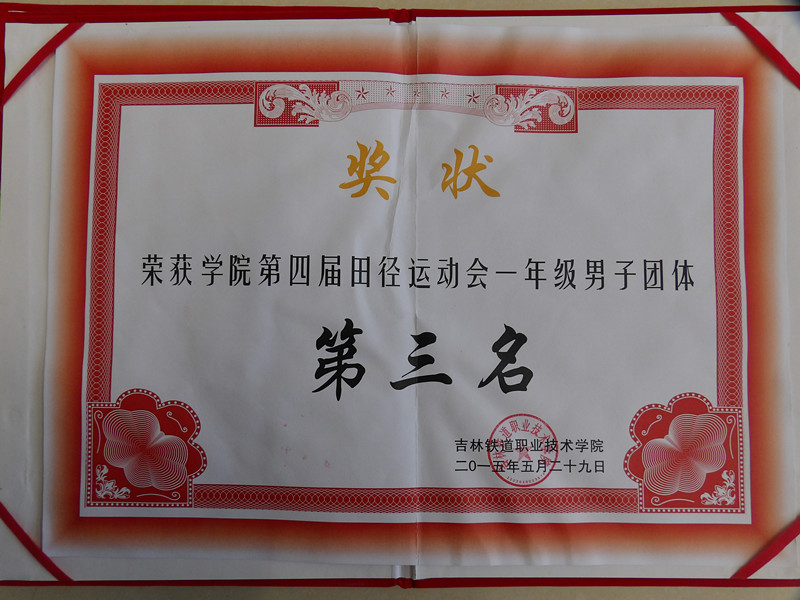 奖状
荣获学院第四届田径运动会一年级男子团体
第三名
吉林铁道职业技术学院
二〇一五年五月二十九日